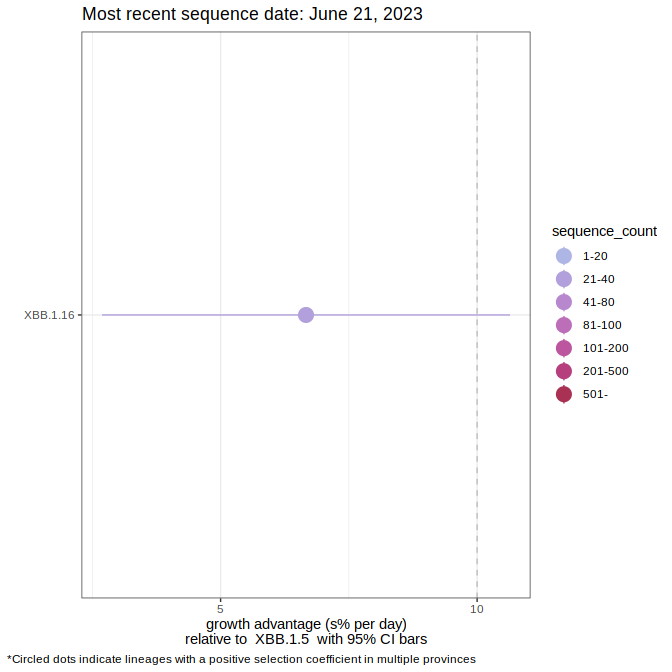 Most recent sequence date: June 21, 2023
XBB.1.16
5
10
growth advantage (s% per day)
relative to  XBB.1.5  with 95% CI bars
*Circled dots indicate lineages with a positive selection coefficient in multiple provinces
sequence_count
1-20
21-40
41-80
81-100
101-200
201-500
501-